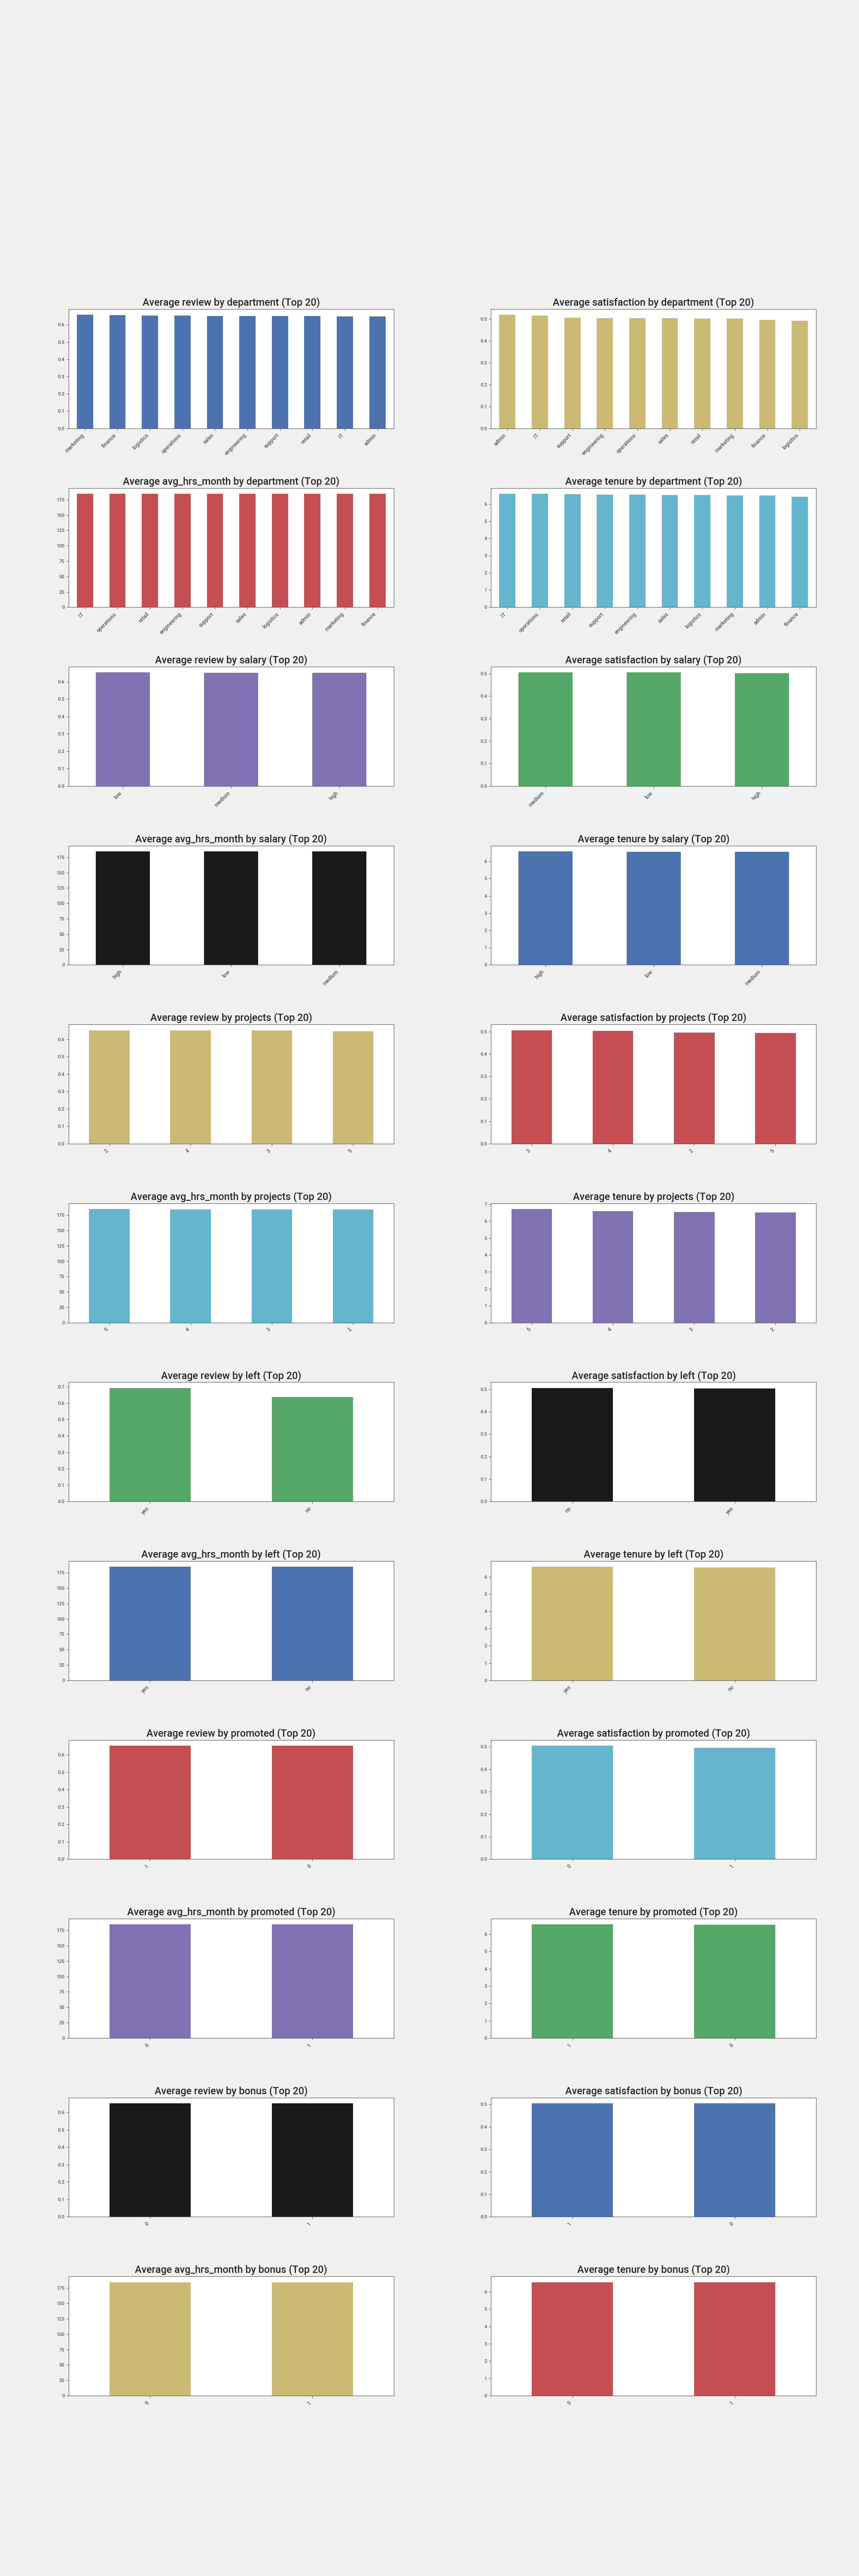 Average review by department (Top 20)
0.6
0.5
0.4
0.3
0.2
0.1
0.0
marketing
finance
logistics
operations
sales
engineering
support
retail
IT
admin
Average satisfaction by department (Top 20)
0.5
0.4
0.3
0.2
0.1
0.0
admin
IT
support
engineering
operations
sales
retail
marketing
finance
logistics
Average avg_hrs_month by department (Top 20)
175
150
125
100
75
50
25
0
IT
operations
retail
engineering
support
sales
logistics
admin
marketing
finance
Average tenure by department (Top 20)
6
5
4
3
2
1
0
IT
operations
retail
support
engineering
sales
logistics
marketing
admin
finance
Average review by salary (Top 20)
0.6
0.5
0.4
0.3
0.2
0.1
0.0
low
medium
high
Average satisfaction by salary (Top 20)
0.5
0.4
0.3
0.2
0.1
0.0
medium
low
high
Average avg_hrs_month by salary (Top 20)
175
150
125
100
75
50
25
0
high
low
medium
Average tenure by salary (Top 20)
6
5
4
3
2
1
0
high
low
medium
Average review by projects (Top 20)
0.6
0.5
0.4
0.3
0.2
0.1
0.0
2
4
3
5
Average satisfaction by projects (Top 20)
0.5
0.4
0.3
0.2
0.1
0.0
3
4
2
5
Average avg_hrs_month by projects (Top 20)
175
150
125
100
75
50
25
0
5
4
3
2
Average tenure by projects (Top 20)
7
6
5
4
3
2
1
0
5
4
3
2
Average review by left (Top 20)
0.7
0.6
0.5
0.4
0.3
0.2
0.1
0.0
yes
no
Average satisfaction by left (Top 20)
0.5
0.4
0.3
0.2
0.1
0.0
no
yes
Average avg_hrs_month by left (Top 20)
175
150
125
100
75
50
25
0
yes
no
Average tenure by left (Top 20)
6
5
4
3
2
1
0
yes
no
Average review by promoted (Top 20)
0.6
0.5
0.4
0.3
0.2
0.1
0.0
1
0
Average satisfaction by promoted (Top 20)
0.5
0.4
0.3
0.2
0.1
0.0
0
1
Average avg_hrs_month by promoted (Top 20)
175
150
125
100
75
50
25
0
0
1
Average tenure by promoted (Top 20)
6
5
4
3
2
1
0
1
0
Average review by bonus (Top 20)
0.6
0.5
0.4
0.3
0.2
0.1
0.0
0
1
Average satisfaction by bonus (Top 20)
0.5
0.4
0.3
0.2
0.1
0.0
1
0
Average avg_hrs_month by bonus (Top 20)
175
150
125
100
75
50
25
0
0
1
Average tenure by bonus (Top 20)
6
5
4
3
2
1
0
0
1